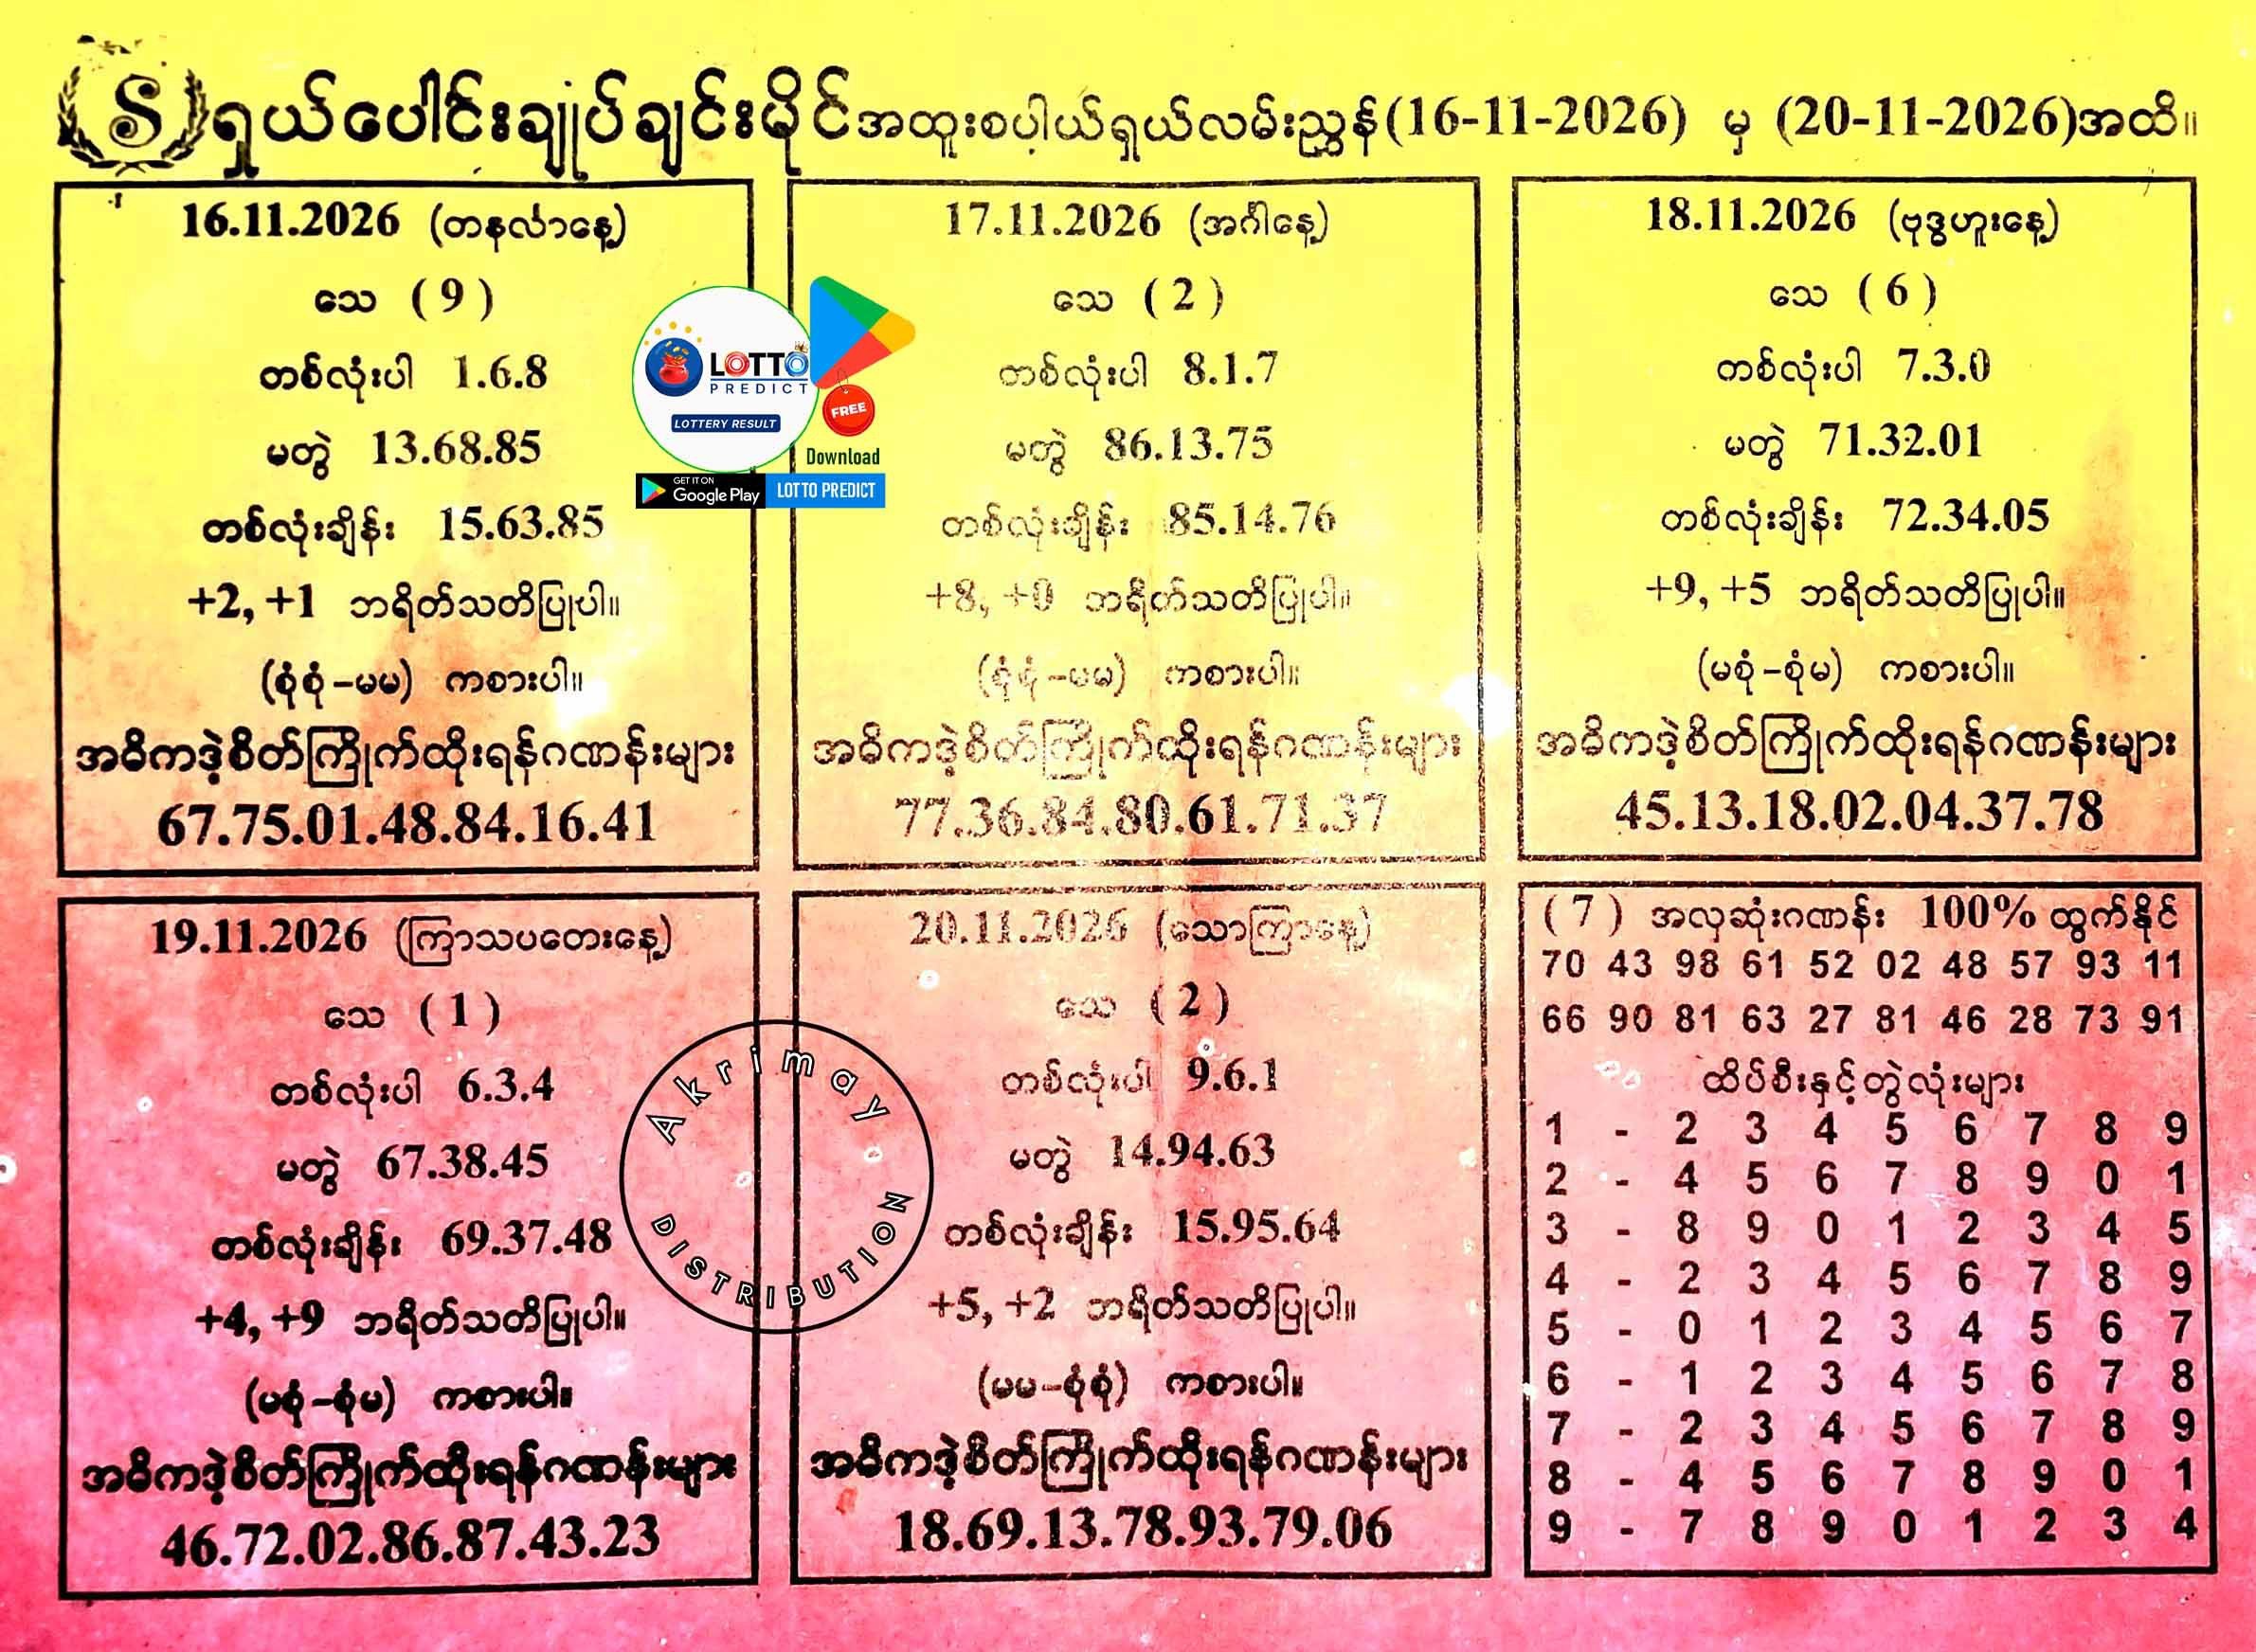 S ရှယ်ပေါင်းချုပ်ချင်းမိုင် အထူးစပါ့ယ်ရှယ်လမ်းညွှန် (16-11-2026) မှ (20-11-2026) အထိ။
16.11.2026 (တနင်္လာနေ့)
သေ ( 9 )
တစ်လုံးပါ 1.6.8
မတွဲ 13.68.85
တစ်လုံးချိန်း 15.63.85
+2, +1 ဘရိတ်သတိပြုပါ။
(စုံစုံ-မမ) ကစားပါ။
အဓိကဒဲ့စိတ်ကြိုက်ထိုးရန်ဂဏန်းများ
67.75.01.48.84.16.41
17.11.2026 (အင်္ဂါနေ့)
သေ ( 2 )
တစ်လုံးပါ 8.1.7
မတွဲ 86.13.75
တစ်လုံးချိန်း 85.14.76
+8, +0 ဘရိတ်သတိပြုပါ။
(စုံစုံ-မမ) ကစားပါ။
အဓိကဒဲ့စိတ်ကြိုက်ထိုးရန်ဂဏန်းများ
77.36.84.80.61.71.37
18.11.2026 (ဗုဒ္ဓဟူးနေ့)
သေ ( 6 )
တစ်လုံးပါ 7.3.0
မတွဲ 71.32.01
တစ်လုံးချိန်း 72.34.05
+9, +5 ဘရိတ်သတိပြုပါ။
(မစုံ-စုံမ) ကစားပါ။
အဓိကဒဲ့စိတ်ကြိုက်ထိုးရန်ဂဏန်းများ
45.13.18.02.04.37.78
LOTTO
PREDICT
LOTTERY RESULT
FREE
Download
GET IT ON
Google Play
LOTTO PREDICT
19.11.2026 (ကြာသပတေးနေ့)
သေ ( 1 )
တစ်လုံးပါ 6.3.4
မတွဲ 67.38.45
တစ်လုံးချိန်း 69.37.48
+4, +9 ဘရိတ်သတိပြုပါ။
(မစုံ-စုံမ) ကစားပါ။
အဓိကဒဲ့စိတ်ကြိုက်ထိုးရန်ဂဏန်းများ
46.72.02.86.87.43.23
20.11.2026 (သောကြာနေ့)
သေ ( 2 )
တစ်လုံးပါ 9.6.1
မတွဲ 14.94.63
တစ်လုံးချိန်း 15.95.64
+5, +2 ဘရိတ်သတိပြုပါ။
(မမ-စုံစုံ) ကစားပါ။
အဓိကဒဲ့စိတ်ကြိုက်ထိုးရန်ဂဏန်းများ
18.69.13.78.93.79.06
Akrimay
DISTRIBUTION
( 7 ) အလှဆုံးဂဏန်း 100% ထွက်နိုင်
70 43 98 61 52 02 48 57 93 11
66 90 81 63 27 81 46 28 73 91
ထိပ်စီးနှင့်တွဲလုံးများ
1 - 2 3 4 5 6 7 8 9
2 - 4 5 6 7 8 9 0 1
3 - 8 9 0 1 2 3 4 5
4 - 2 3 4 5 6 7 8 9
5 - 0 1 2 3 4 5 6 7
6 - 1 2 3 4 5 6 7 8
7 - 2 3 4 5 6 7 8 9
8 - 4 5 6 7 8 9 0 1
9 - 7 8 9 0 1 2 3 4